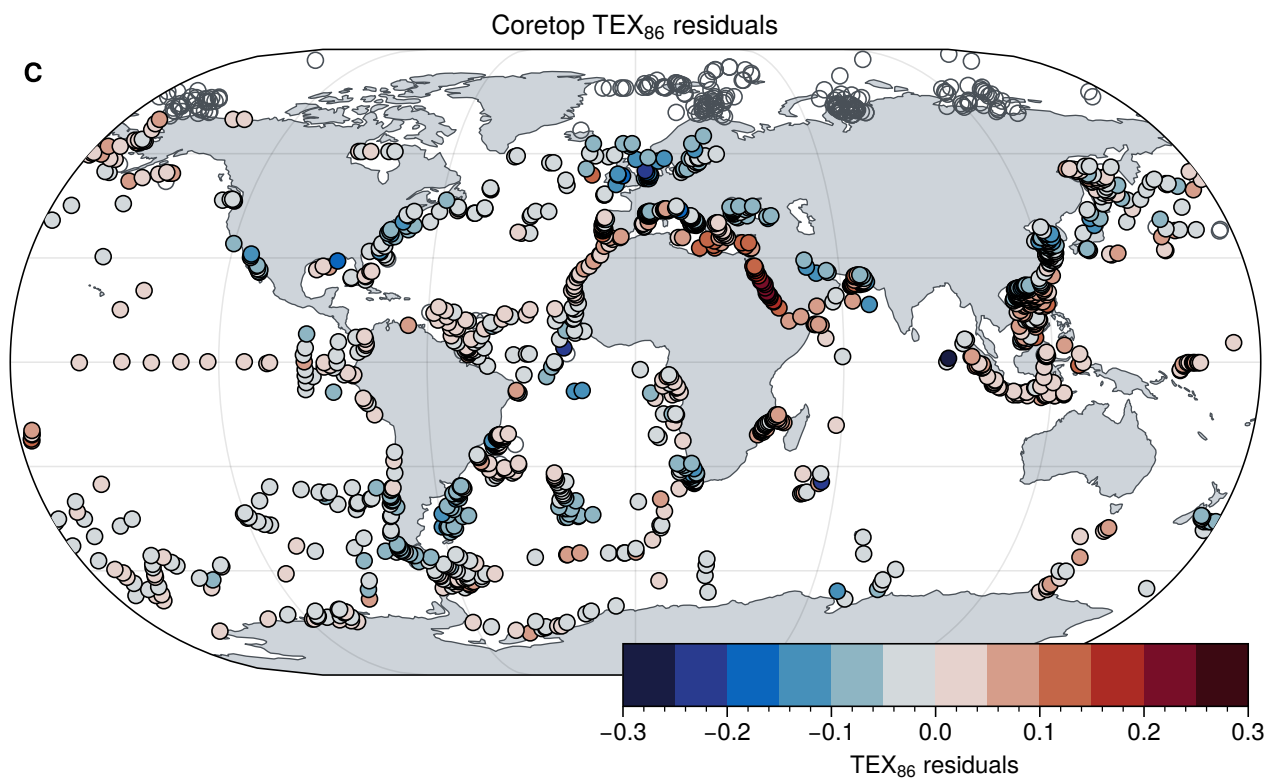 Coretop TEX₈₆ residuals
C
−0.3 −0.2 −0.1 0.0 0.1 0.2 0.3
TEX₈₆ residuals